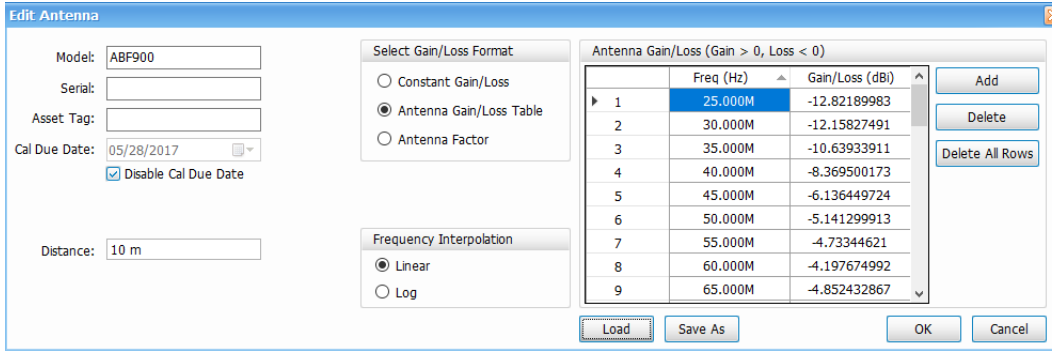 Edit Antenna
Model: ABF900
Serial:
Asset Tag:
Cal Due Date: 05/28/2017
Disable Cal Due Date
Distance: 10 m
Select Gain/Loss Format
Constant Gain/Loss
Antenna Gain/Loss Table
Antenna Factor
Frequency Interpolation
Linear
Log
Antenna Gain/Loss (Gain > 0, Loss < 0)
Freq (Hz) Gain/Loss (dBi)
1 25.000M -12.82189983
2 30.000M -12.15827491
3 35.000M -10.63933911
4 40.000M -8.369500173
5 45.000M -6.136449724
6 50.000M -5.141299913
7 55.000M -4.73344621
8 60.000M -4.197674992
9 65.000M -4.852432867
Add
Delete
Delete All Rows
Load Save As OK Cancel